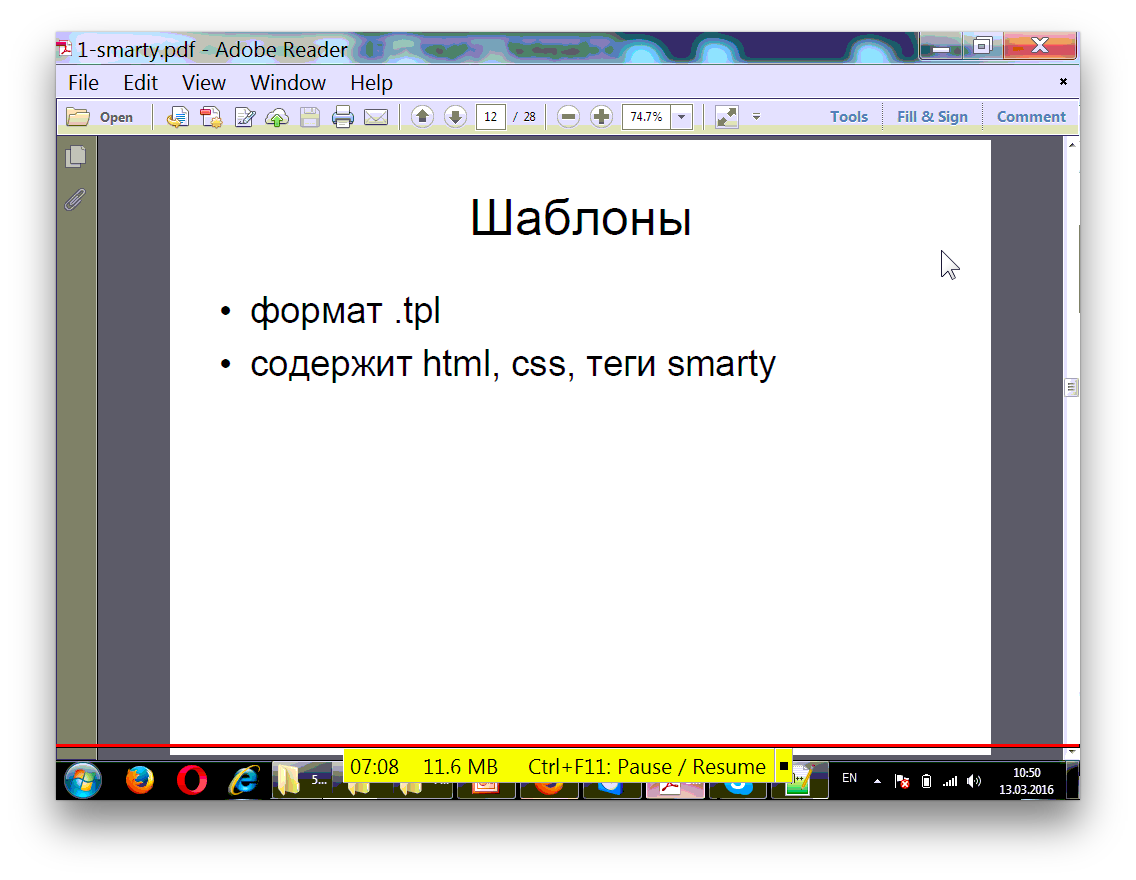 1-smarty.pdf - Adobe Reader
File Edit View Window Help
Open 12 / 28 74.7% Tools Fill & Sign Comment
Шаблоны
• формат .tpl
• содержит html, css, теги smarty
07:08 11.6 MB Ctrl+F11: Pause / Resume
5...
EN
10:50
13.03.2016